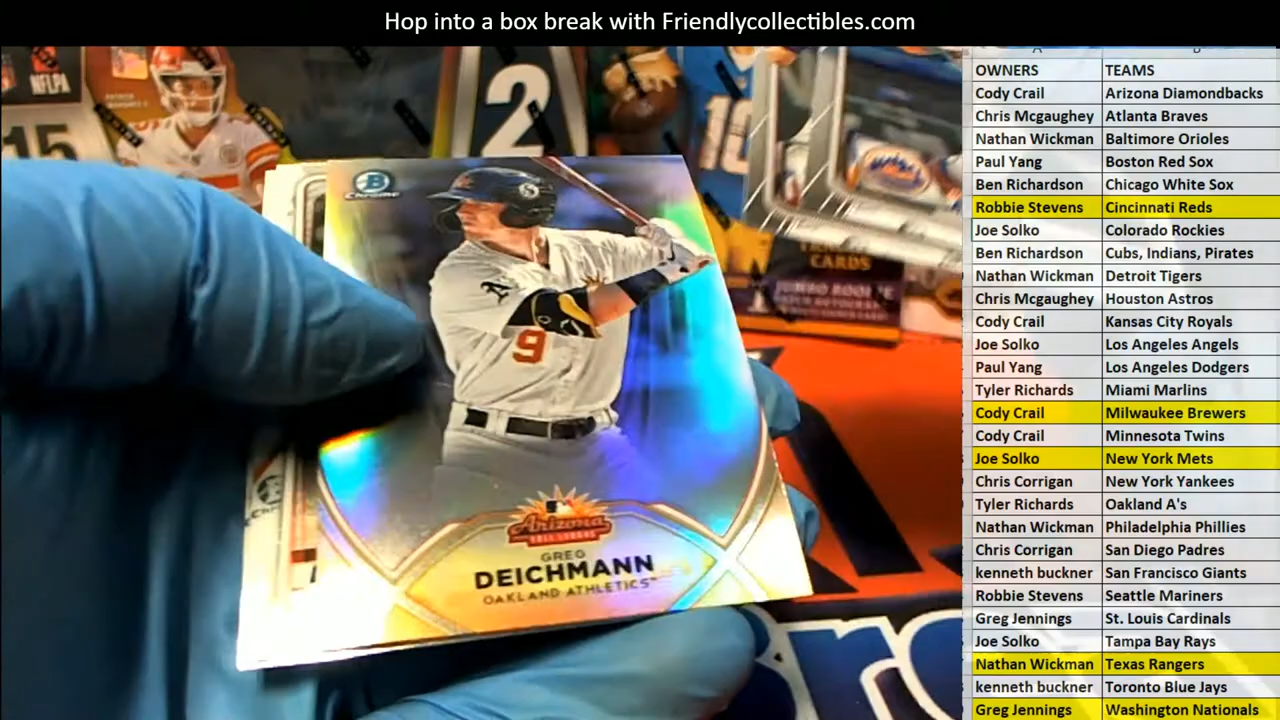 Hop into a box break with Friendlycollectibles.com
NFLPA
15
2
10
CARDS
B
Chrome
S
A
9
Arizona
FALL LEAGUE
GREG
DEICHMANN
OAKLAND ATHLETICS
Mets
OWNERS TEAMS
Cody Crail Arizona Diamondbacks
Chris Mcgaughey Atlanta Braves
Nathan Wickman Baltimore Orioles
Paul Yang Boston Red Sox
Ben Richardson Chicago White Sox
Robbie Stevens Cincinnati Reds
Joe Solko Colorado Rockies
Ben Richardson Cubs, Indians, Pirates
Nathan Wickman Detroit Tigers
Chris Mcgaughey Houston Astros
Cody Crail Kansas City Royals
Joe Solko Los Angeles Angels
Paul Yang Los Angeles Dodgers
Tyler Richards Miami Marlins
Cody Crail Milwaukee Brewers
Cody Crail Minnesota Twins
Joe Solko New York Mets
Chris Corrigan New York Yankees
Tyler Richards Oakland A's
Nathan Wickman Philadelphia Phillies
Chris Corrigan San Diego Padres
kenneth buckner San Francisco Giants
Robbie Stevens Seattle Mariners
Greg Jennings St. Louis Cardinals
Joe Solko Tampa Bay Rays
Nathan Wickman Texas Rangers
kenneth buckner Toronto Blue Jays
Greg Jennings Washington Nationals